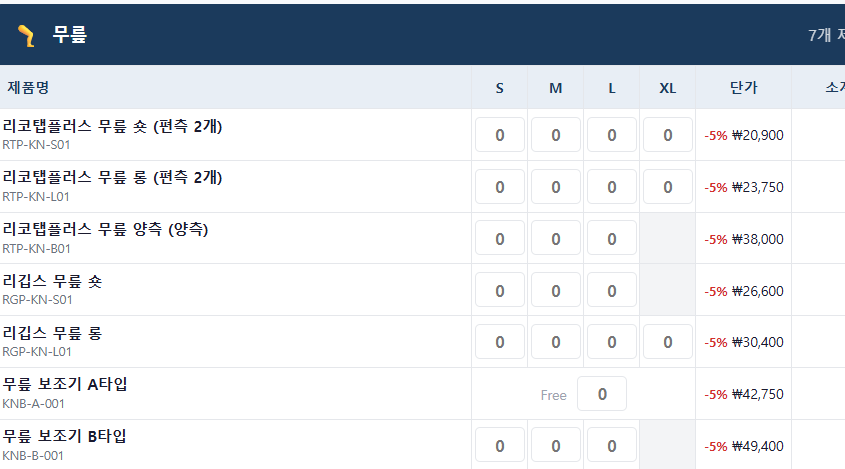 무릎 7개 제
제품명 S M L XL 단가 소계
리코탭플러스 무릎 숏 (편측 2개)
RTP-KN-S01
0 0 0 0 -5% ₩20,900
리코탭플러스 무릎 롱 (편측 2개)
RTP-KN-L01
0 0 0 0 -5% ₩23,750
리코탭플러스 무릎 양측 (양측)
RTP-KN-B01
0 0 0 -5% ₩38,000
리깁스 무릎 숏
RGP-KN-S01
0 0 0 -5% ₩26,600
리깁스 무릎 롱
RGP-KN-L01
0 0 0 0 -5% ₩30,400
무릎 보조기 A타입
KNB-A-001
Free 0 -5% ₩42,750
무릎 보조기 B타입
KNB-B-001
0 0 0 -5% ₩49,400